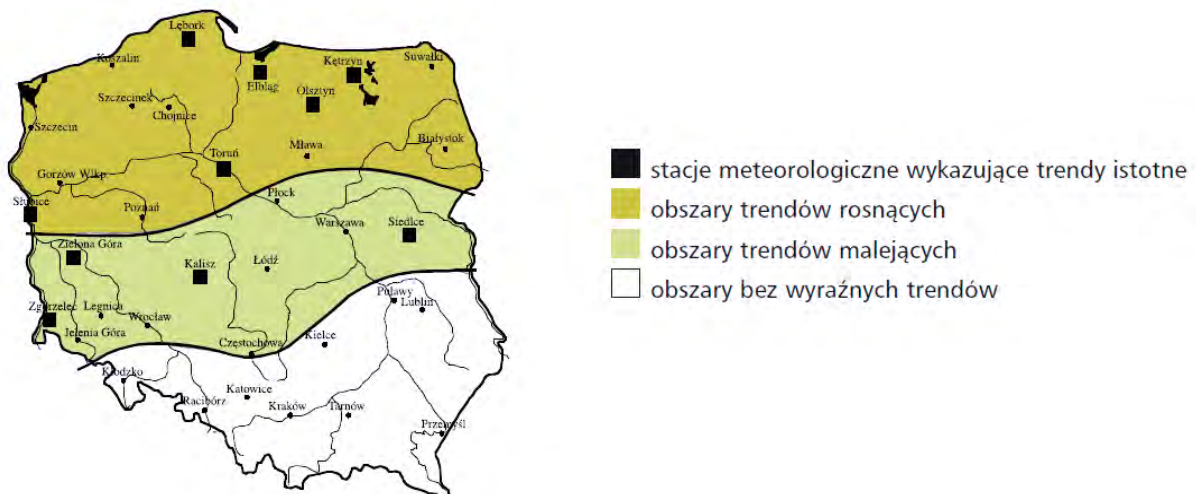 Lębork
Koszalin
Suwałki
Kętrzyn
Elbląg
Olsztyn
Szczecinek
Chojnice
Szczecin
Białystok
Mława
Toruń
Gorzów Wlkp.
Płock
Słubice
Poznań
Warszawa
Siedlce
Zielona Góra
Łódź
Kalisz
Puławy
Lublin
Zgorzelec
Legnica
Wrocław
Jelenia Góra
Częstochowa
Kielce
Kłodzko
Katowice
Racibórz
Kraków
Tarnów
Przemyśl
stacje meteorologiczne wykazujące trendy istotne
obszary trendów rosnących
obszary trendów malejących
obszary bez wyraźnych trendów